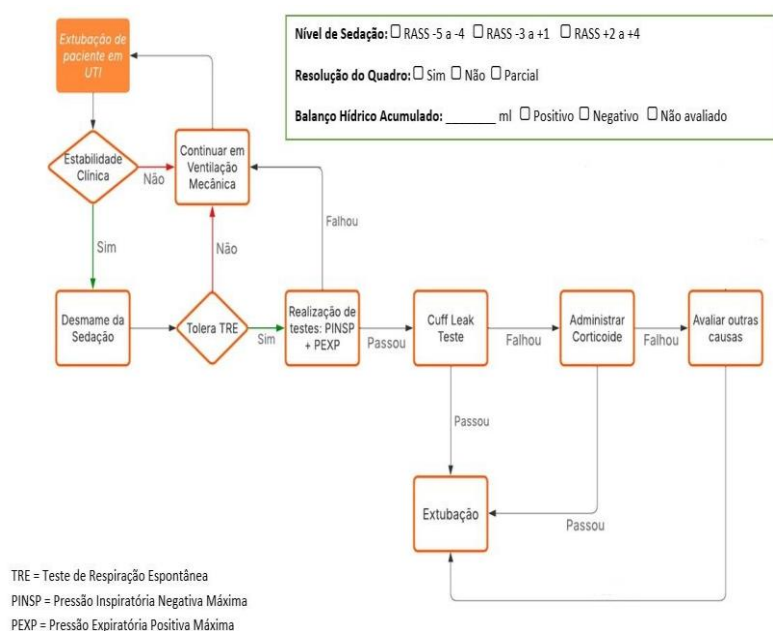 Extubação de
paciente em
UTI
Nível de Sedação: ☐ RASS -5 a -4 ☐ RASS -3 a +1 ☐ RASS +2 a +4
Resolução do Quadro: ☐ Sim ☐ Não ☐ Parcial
Balanço Hídrico Acumulado: ________ ml ☐ Positivo ☐ Negativo ☐ Não avaliado
Estabilidade
Clínica
Não
Continuar em
Ventilação
Mecânica
Sim
Não
Falhou
Desmame da
Sedação
Tolera TRE
Sim
Realização de
testes: PINSP
+ PEXP
Passou
Cuff Leak
Teste
Falhou
Administrar
Corticoide
Falhou
Avaliar outras
causas
Passou
Extubação
Passou
TRE = Teste de Respiração Espontânea
PINSP = Pressão Inspiratória Negativa Máxima
PEXP = Pressão Expiratória Positiva Máxima